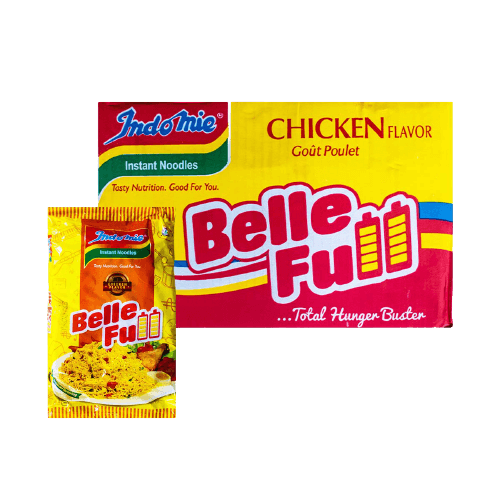 Indomie
Instant Noodles
Tasty Nutrition. Good For You.
CHICKEN FLAVOR
Goût Poulet
Belle
Full
...Total Hunger Buster
Indomie
Instant Noodles
Tasty Nutrition. Good For You.
Belle
Full